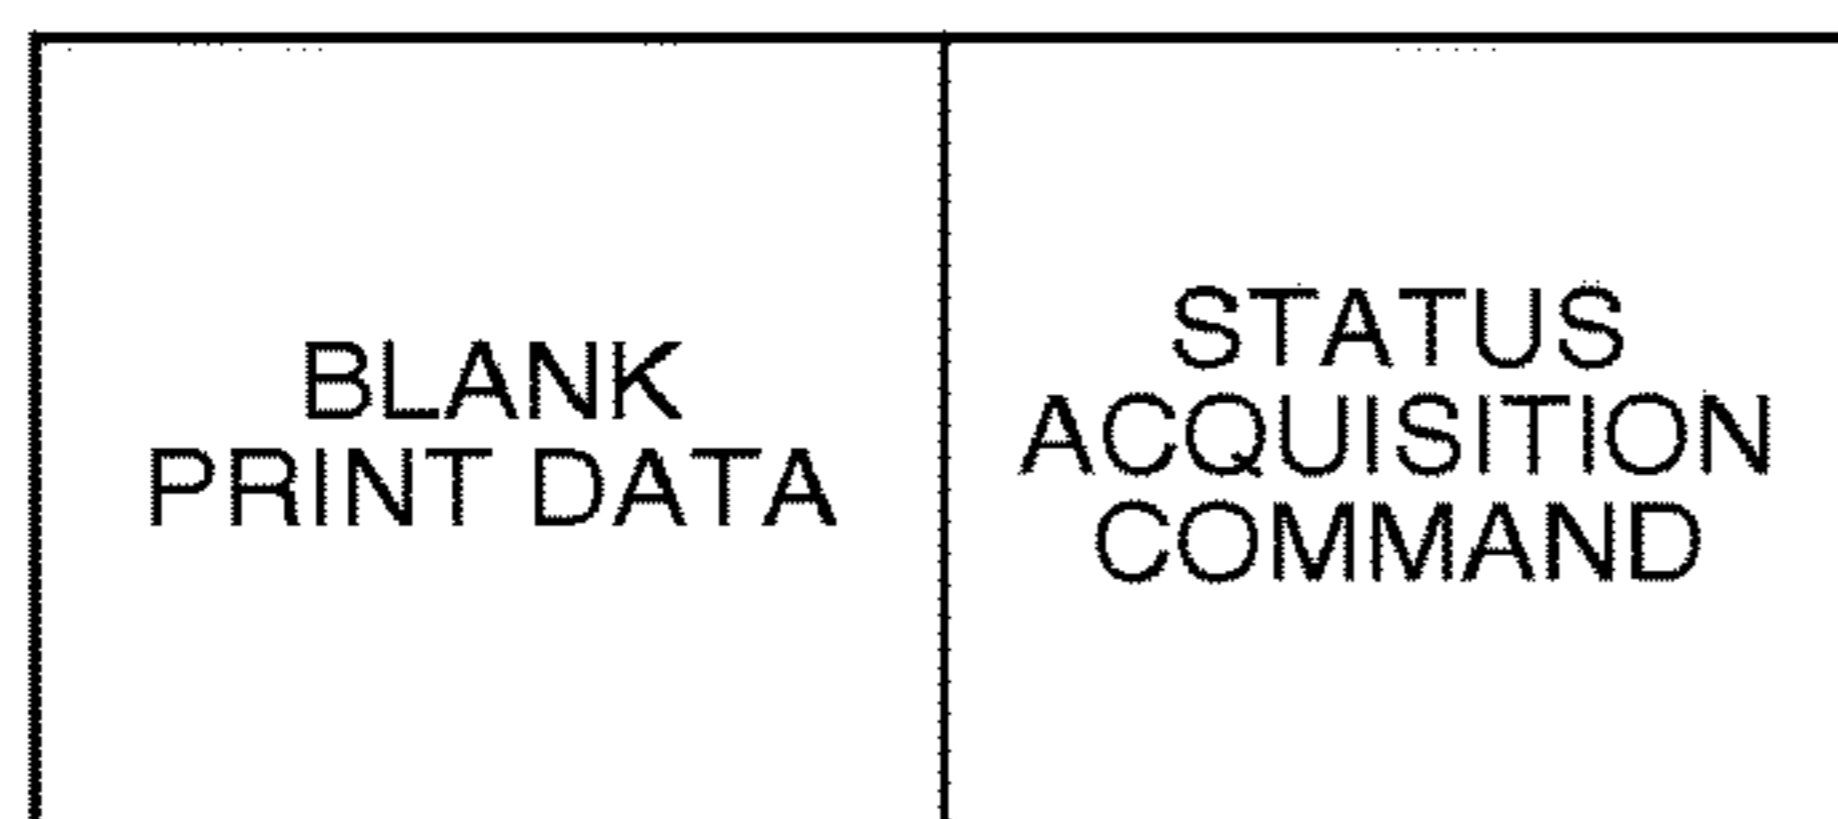 BLANK
PRINT DATA
STATUS
ACQUISITION
COMMAND